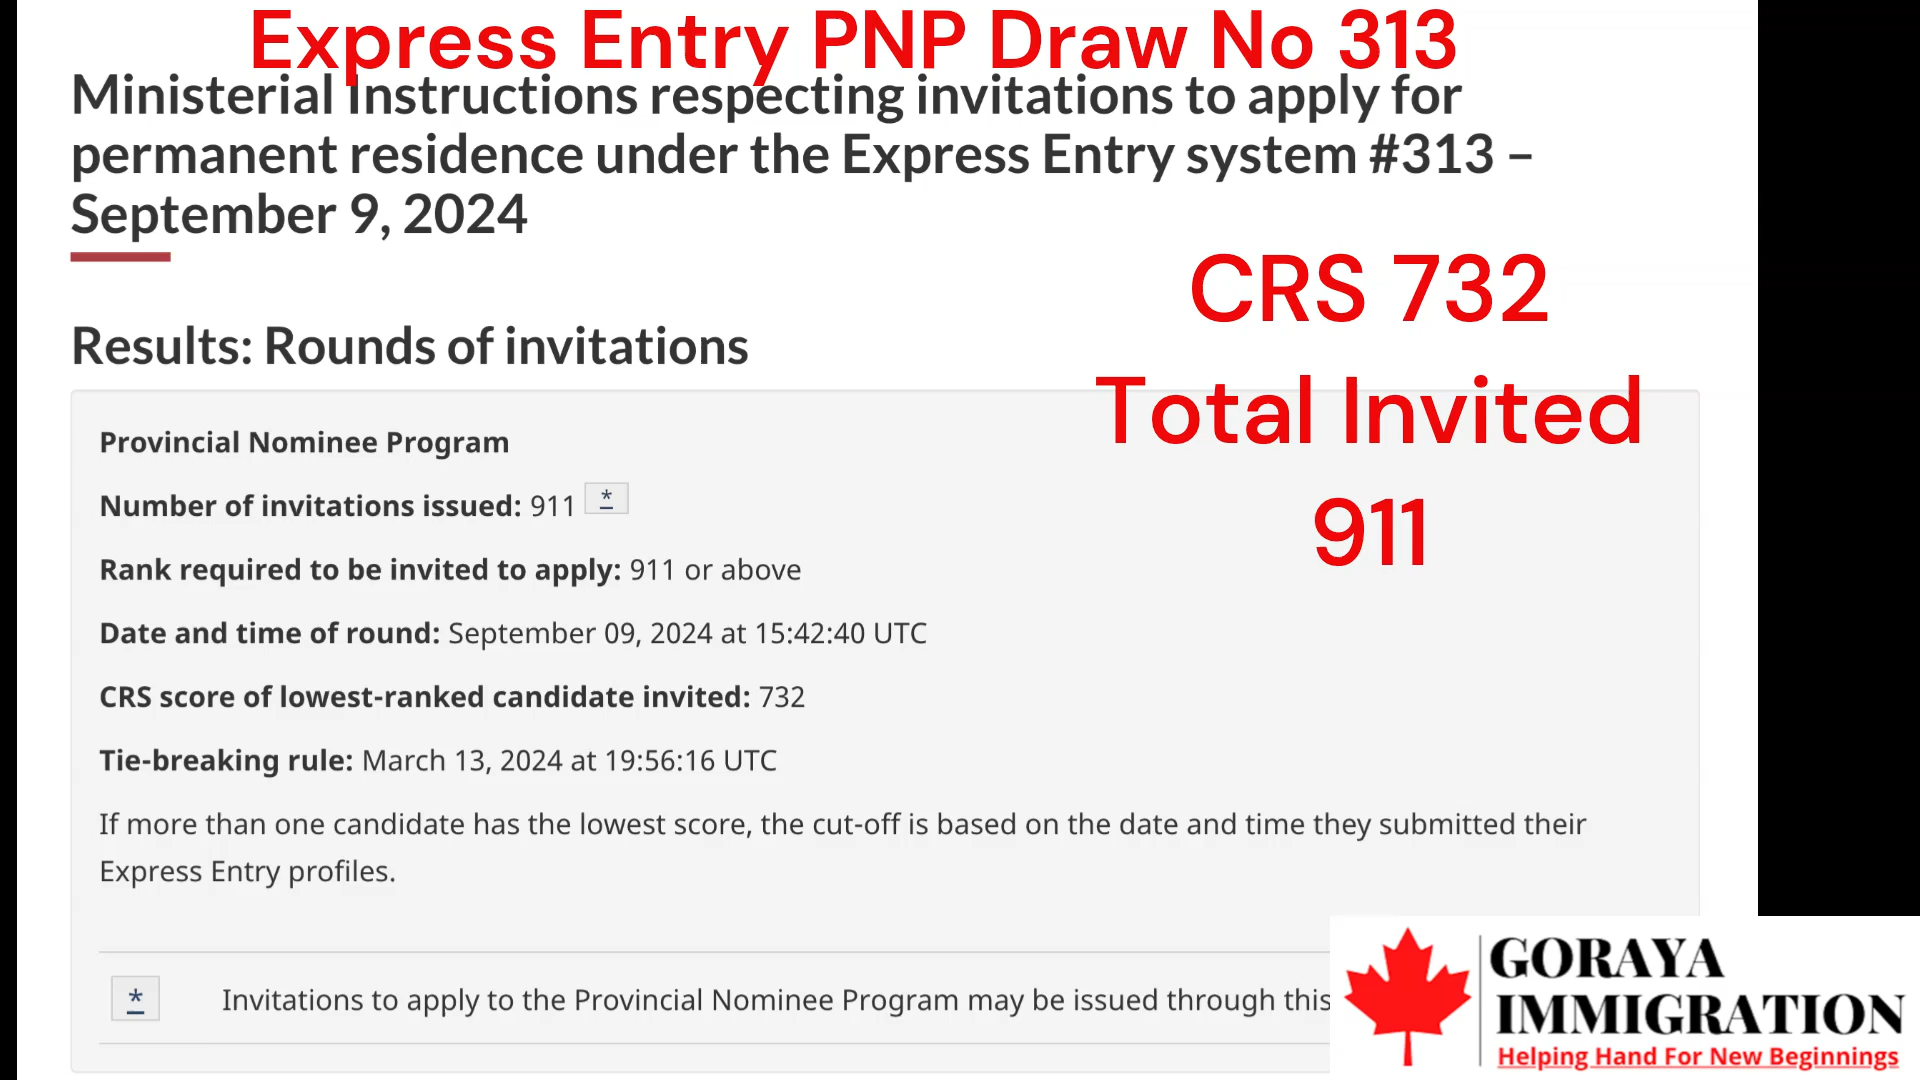 Express Entry PNP Draw No 313
Ministerial Instructions respecting invitations to apply for
permanent residence under the Express Entry system #313 –
September 9, 2024
CRS 732
Total Invited
911
Results: Rounds of invitations
Provincial Nominee Program
Number of invitations issued: 911 *
Rank required to be invited to apply: 911 or above
Date and time of round: September 09, 2024 at 15:42:40 UTC
CRS score of lowest-ranked candidate invited: 732
Tie-breaking rule: March 13, 2024 at 19:56:16 UTC
If more than one candidate has the lowest score, the cut-off is based on the date and time they submitted their
Express Entry profiles.
* Invitations to apply to the Provincial Nominee Program may be issued through this
GORAYA
IMMIGRATION
Helping Hand For New Beginnings